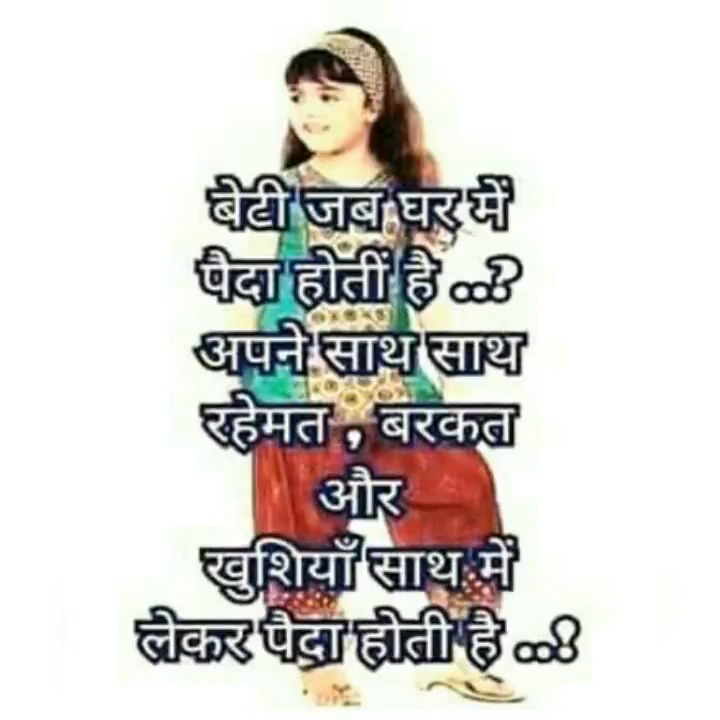 बेटी जब घर में
पैदा होतीं है ..?
अपने साथ साथ
रहेमत , बरकत
और
खुशियाँ साथ में
लेकर पैदा होती है ..!